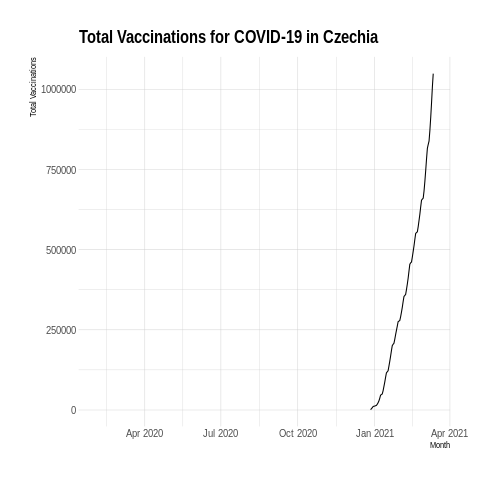 Total Vaccinations for COVID-19 in Czechia
Total Vaccinations
1000000
750000
500000
250000
0
Apr 2020 Jul 2020 Oct 2020 Jan 2021 Apr 2021
Month